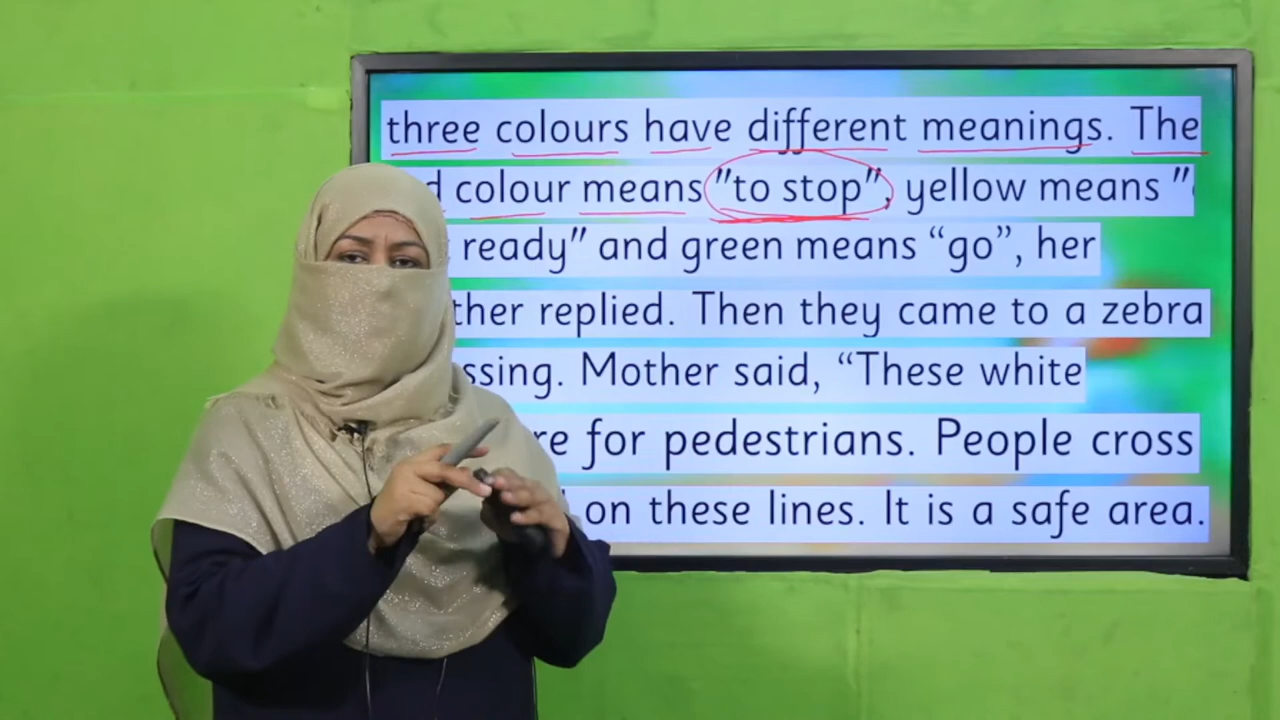 three colours have different meanings. The
colour means "to stop", yellow means "
ready" and green means “go”, her
replied. Then they came to a zebra
Mother said, “These white
for pedestrians. People cross
on these lines. It is a safe area.